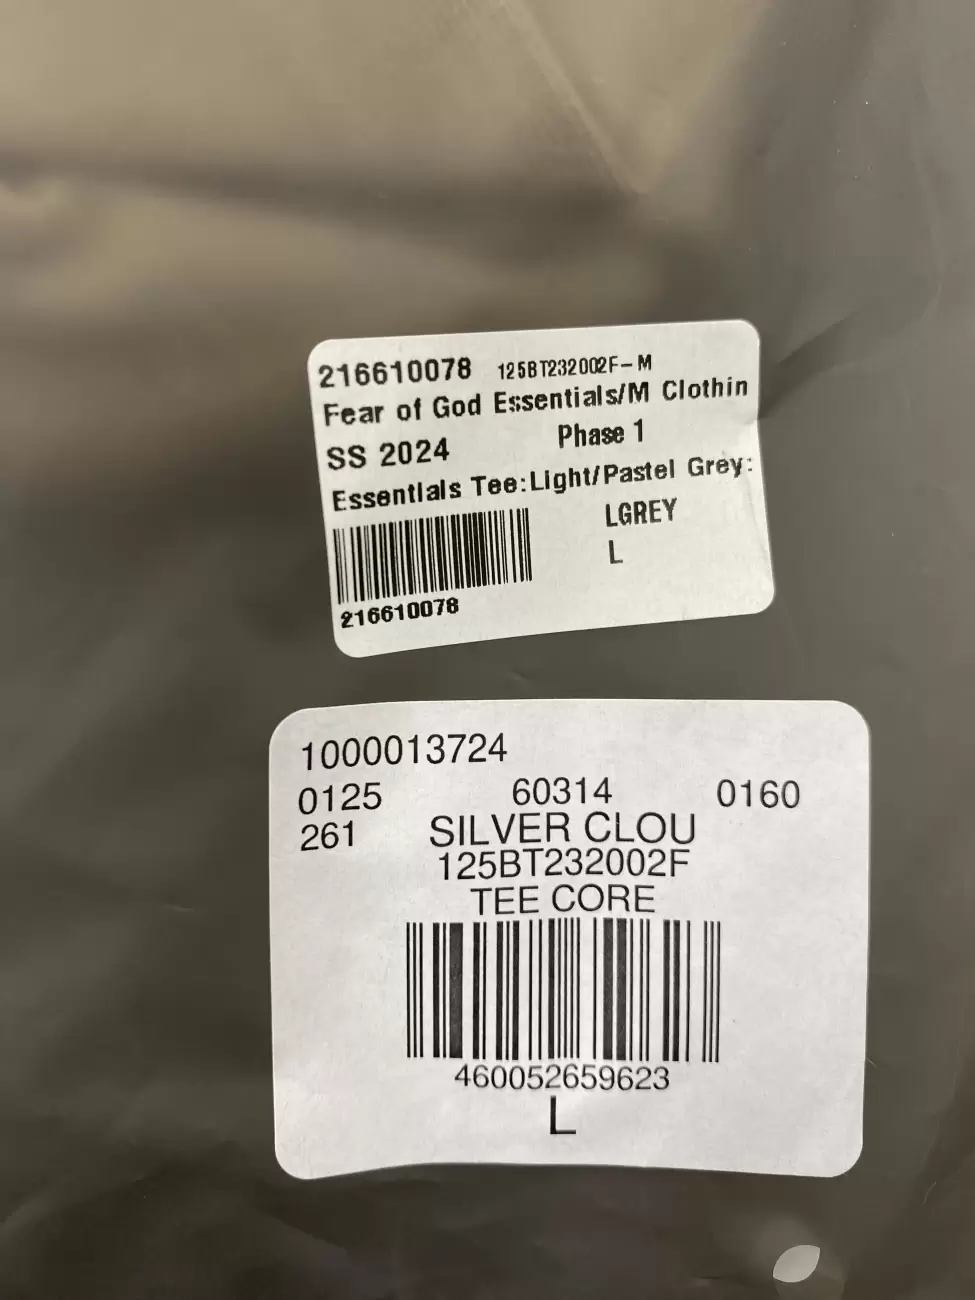 216610078 125BT232002F-M
Fear of God Essentials/M Clothin
SS 2024 Phase 1
Essentials Tee:Light/Pastel Grey:
LGREY
L
216610078
1000013724
0125 60314 0160
261 SILVER CLOU
125BT232002F
TEE CORE
460052659623
L